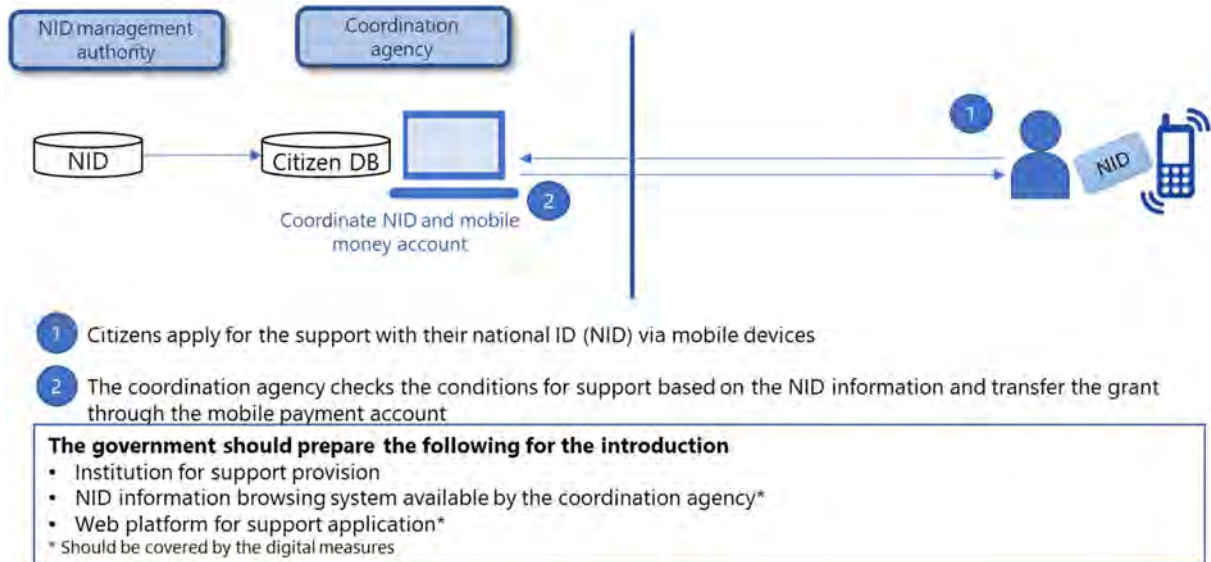 NID management
authority
Coordination
agency
1
NID
Citizen DB
NID
2
Coordinate NID and mobile
money account
1 Citizens apply for the support with their national ID (NID) via mobile devices
2 The coordination agency checks the conditions for support based on the NID information and transfer the grant
through the mobile payment account
The government should prepare the following for the introduction
• Institution for support provision
• NID information browsing system available by the coordination agency*
• Web platform for support application*
* Should be covered by the digital measures